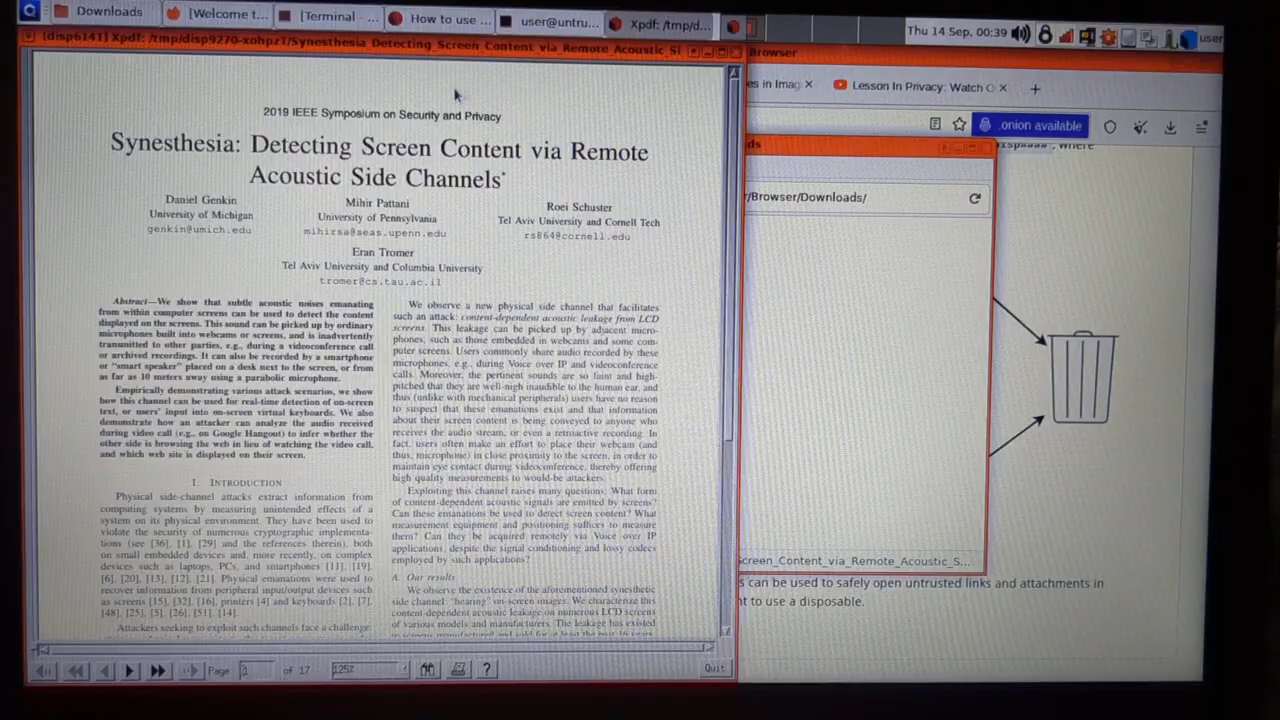 Downloads
[Welcome t...
[Terminal - ...
How to use ...
user@untru...
Xpdf: /tmp/d...
Thu 14 Sep, 00:39
user
[disp6141] Xpdf: /tmp/disp9270-xohpz1/Synesthesia_Detecting_Screen_Content_via_Remote_Acoustic_Si
Browser
es in Imag
Lesson In Privacy: Watch O
.onion available
2019 IEEE Symposium on Security and Privacy
Synesthesia: Detecting Screen Content via Remote
Acoustic Side Channels*
Daniel Genkin
University of Michigan
genkin@umich.edu
Mihir Pattani
University of Pennsylvania
mihirsa@seas.upenn.edu
Roei Schuster
Tel Aviv University and Cornell Tech
rs864@cornell.edu
Eran Tromer
Tel Aviv University and Columbia University
tromer@cs.tau.ac.il
Abstract—We show that subtle acoustic noises emanating
from within computer screens can be used to detect the content
displayed on the screens. This sound can be picked up by ordinary
microphones built into webcams or screens, and is inadvertently
transmitted to other parties, e.g., during a videoconference call
or archived recordings. It can also be recorded by a smartphone
or "smart speaker" placed on a desk next to the screen, or from
as far as 10 meters away using a parabolic microphone.
Empirically demonstrating various attack scenarios, we show
how this channel can be used for real-time detection of on-screen
text, or users' input into on-screen virtual keyboards. We also
demonstrate how an attacker can analyze the audio received
during video call (e.g., on Google Hangout) to infer whether the
other side is browsing the web in lieu of watching the video call,
and which web site is displayed on their screen.
I. INTRODUCTION
Physical side-channel attacks extract information from
computing systems by measuring unintended effects of a
system on its physical environment. They have been used to
violate the security of numerous cryptographic implementa-
tions (see [36], [1], [29] and the references therein), both
on small embedded devices and, more recently, on complex
devices such as laptops, PCs, and smartphones [11], [19],
[6], [20], [13], [12], [21]. Physical emanations were used to
recover information from peripheral input/output devices such
as screens [15], [32], [16], printers [4] and keyboards [2], [7],
[48], [25], [5], [26], [51], [14].
Attackers seeking to exploit such channels face a challenge:
We observe a new physical side channel that facilitates
such an attack: content-dependent acoustic leakage from LCD
screens. This leakage can be picked up by adjacent micro-
phones, such as those embedded in webcams and some com-
puter screens. Users commonly share audio recorded by these
microphones, e.g., during Voice over IP and videoconference
calls. Moreover, the pertinent sounds are so faint and high-
pitched that they are well-nigh inaudible to the human ear, and
thus (unlike with mechanical peripherals) users have no reason
to suspect that these emanations exist and that information
about their screen content is being conveyed to anyone who
receives the audio stream, or even a retroactive recording. In
fact, users often make an effort to place their webcam (and
thus, microphone) in close proximity to the screen, in order to
maintain eye contact during videoconference, thereby offering
high quality measurements to would-be attackers.
Exploiting this channel raises many questions: What form
of content-dependent acoustic signals are emitted by screens?
Can these emanations be used to detect screen content? What
measurement equipment and positioning suffices to measure
them? Can they be acquired remotely via Voice over IP
applications, despite the signal conditioning and lossy codecs
employed by such applications?
A. Our results
We observe the existence of the aforementioned synesthetic
side channel: "hearing" on-screen images. We characterize this
content-dependent acoustic leakage on numerous LCD screens
of various models and manufacturers. The leakage has existed
Page
of 17
125%
?
Quit
where
ds
r/Browser/Downloads/
Screen_Content_via_Remote_Acoustic_S...
s can be used to safely open untrusted links and attachments in
nt to use a disposable.